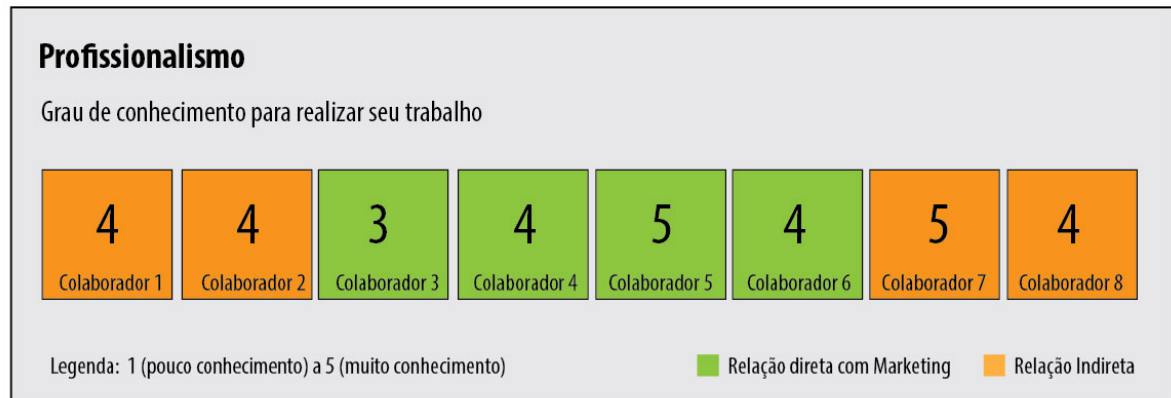 Profissionalismo
Grau de conhecimento para realizar seu trabalho
4 4 3 4 5 4 5 4
Colaborador 1 Colaborador 2 Colaborador 3 Colaborador 4 Colaborador 5 Colaborador 6 Colaborador 7 Colaborador 8
Legenda: 1 (pouco conhecimento) a 5 (muito conhecimento) Relação direta com Marketing Relação Indireta